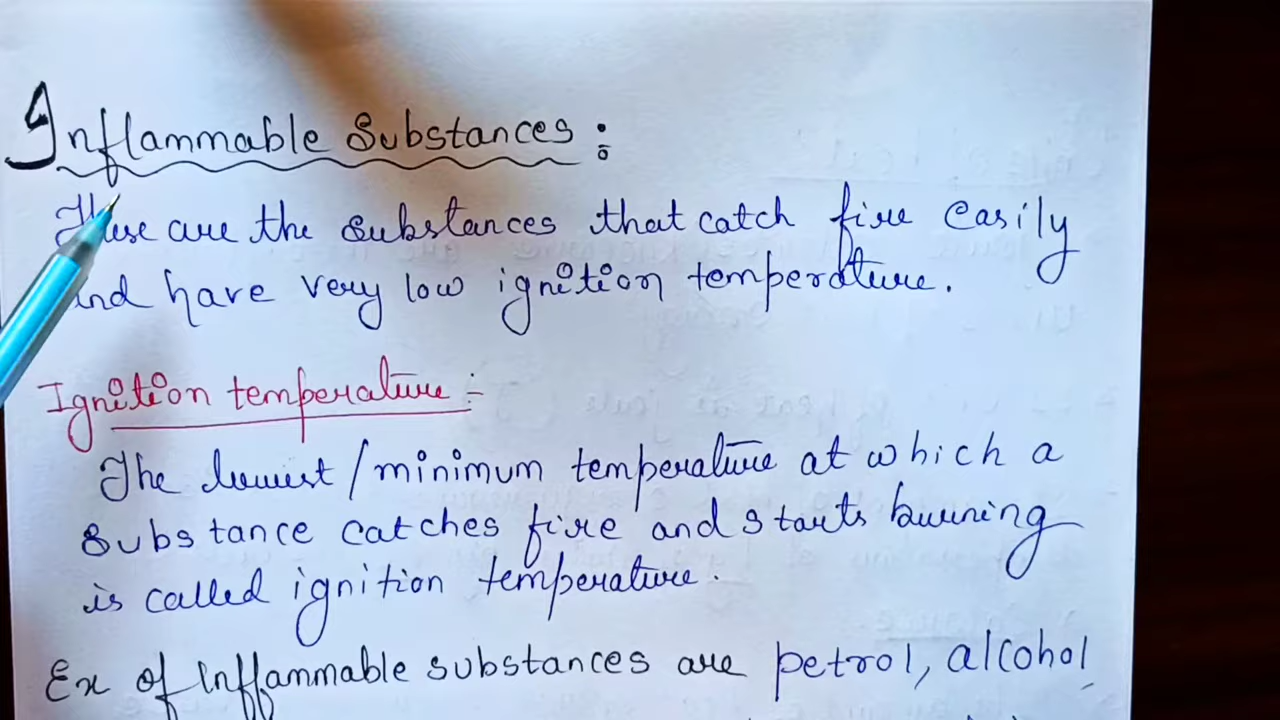 Inflammable Substances :
These are the substances that catch fire easily
and have very low ignition temperature.
Ignition temperature :-
The lowest / minimum temperature at which a
substance catches fire and starts burning
is called ignition temperature.
Ex of inflammable substances are petrol, alcohol